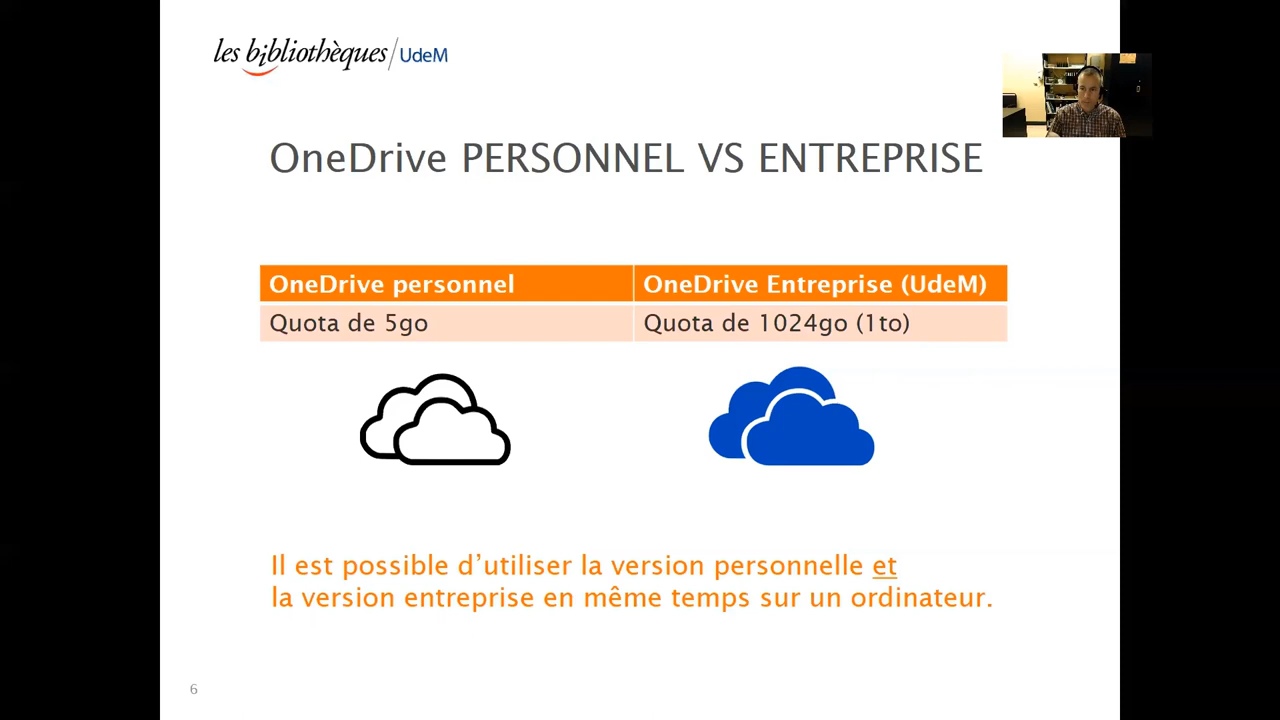 les bibliothèques/UdeM
OneDrive PERSONNEL VS ENTREPRISE
OneDrive personnel
OneDrive Entreprise (UdeM)
Quota de 5go
Quota de 1024go (1to)
Il est possible d’utiliser la version personnelle et
la version entreprise en même temps sur un ordinateur.
6